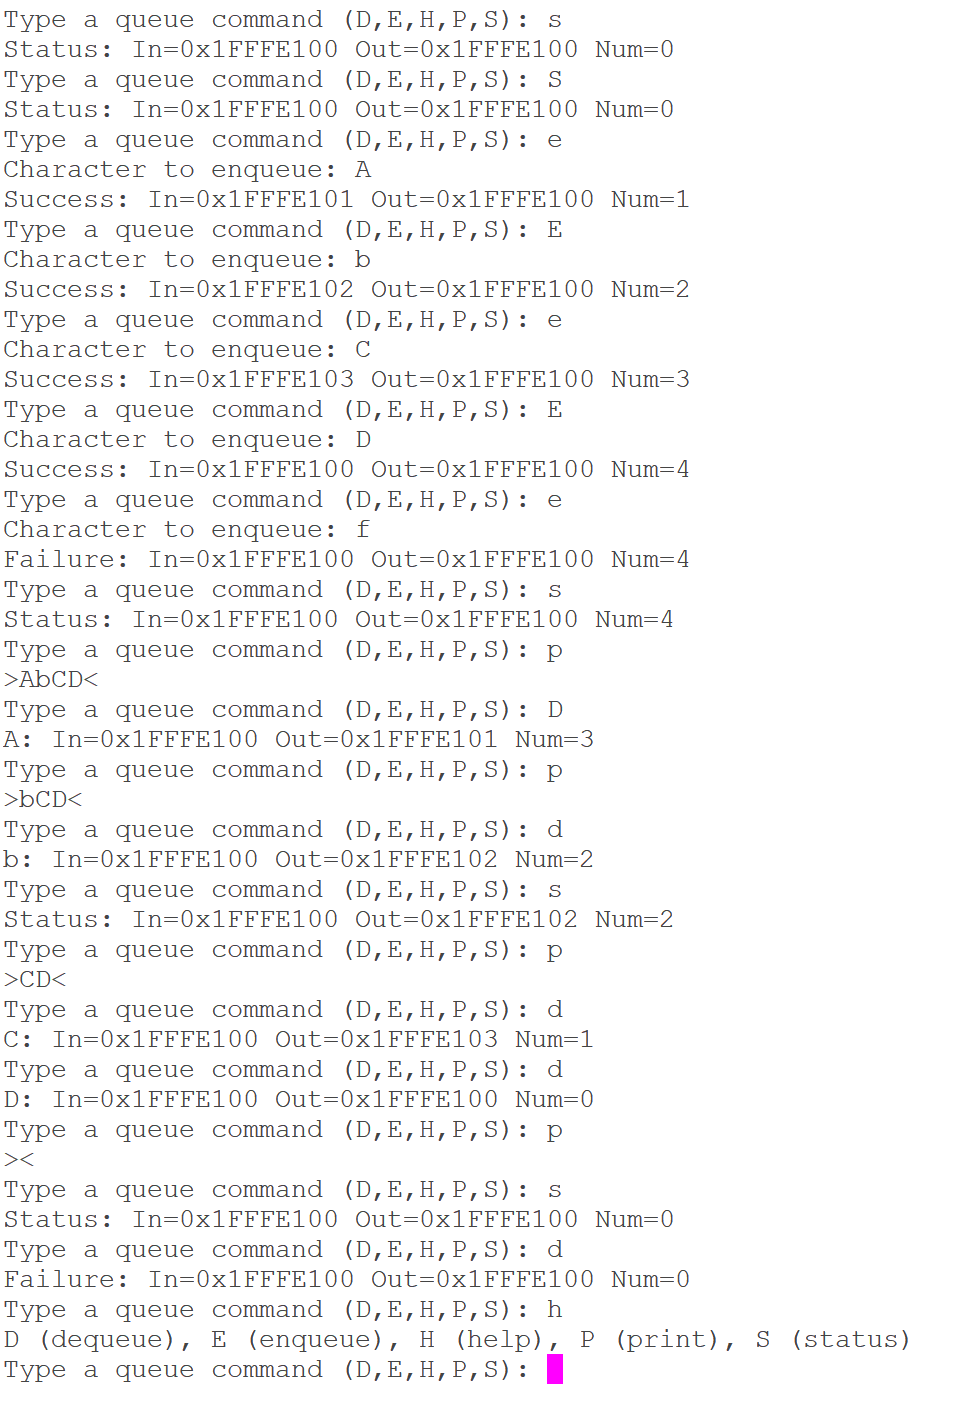 Type a queue command (D,E,H,P,S): s
Status: In=0x1FFFE100 Out=0x1FFFE100 Num=0
Type a queue command (D,E,H,P,S): S
Status: In=0x1FFFE100 Out=0x1FFFE100 Num=0
Type a queue command (D,E,H,P,S): e
Character to enqueue: A
Success: In=0x1FFFE101 Out=0x1FFFE100 Num=1
Type a queue command (D,E,H,P,S): E
Character to enqueue: b
Success: In=0x1FFFE102 Out=0x1FFFE100 Num=2
Type a queue command (D,E,H,P,S): e
Character to enqueue: C
Success: In=0x1FFFE103 Out=0x1FFFE100 Num=3
Type a queue command (D,E,H,P,S): E
Character to enqueue: D
Success: In=0x1FFFE100 Out=0x1FFFE100 Num=4
Type a queue command (D,E,H,P,S): e
Character to enqueue: f
Failure: In=0x1FFFE100 Out=0x1FFFE100 Num=4
Type a queue command (D,E,H,P,S): s
Status: In=0x1FFFE100 Out=0x1FFFE100 Num=4
Type a queue command (D,E,H,P,S): p
>AbCD<
Type a queue command (D,E,H,P,S): D
A: In=0x1FFFE100 Out=0x1FFFE101 Num=3
Type a queue command (D,E,H,P,S): p
>bCD<
Type a queue command (D,E,H,P,S): d
b: In=0x1FFFE100 Out=0x1FFFE102 Num=2
Type a queue command (D,E,H,P,S): s
Status: In=0x1FFFE100 Out=0x1FFFE102 Num=2
Type a queue command (D,E,H,P,S): p
>CD<
Type a queue command (D,E,H,P,S): d
C: In=0x1FFFE100 Out=0x1FFFE103 Num=1
Type a queue command (D,E,H,P,S): d
D: In=0x1FFFE100 Out=0x1FFFE100 Num=0
Type a queue command (D,E,H,P,S): p
><
Type a queue command (D,E,H,P,S): s
Status: In=0x1FFFE100 Out=0x1FFFE100 Num=0
Type a queue command (D,E,H,P,S): d
Failure: In=0x1FFFE100 Out=0x1FFFE100 Num=0
Type a queue command (D,E,H,P,S): h
D (dequeue), E (enqueue), H (help), P (print), S (status)
Type a queue command (D,E,H,P,S):